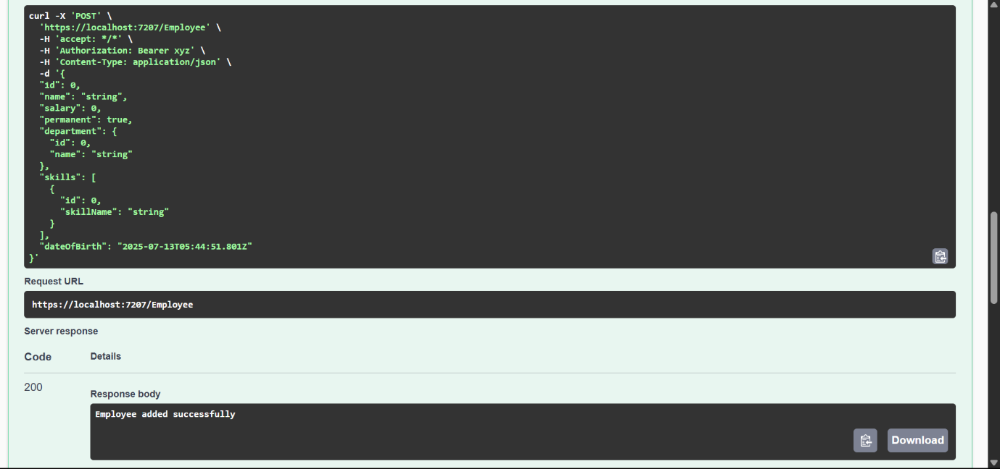 curl -X 'POST' \
  'https://localhost:7207/Employee' \
  -H 'accept: */*' \
  -H 'Authorization: Bearer xyz' \
  -H 'Content-Type: application/json' \
  -d '{
  "id": 0,
  "name": "string",
  "salary": 0,
  "permanent": true,
  "department": {
    "id": 0,
    "name": "string"
  },
  "skills": [
    {
      "id": 0,
      "skillName": "string"
    }
  ],
  "dateOfBirth": "2025-07-13T05:44:51.801Z"
}'
Request URL
https://localhost:7207/Employee
Server response
Code Details
200
Response body
Employee added successfully
Download